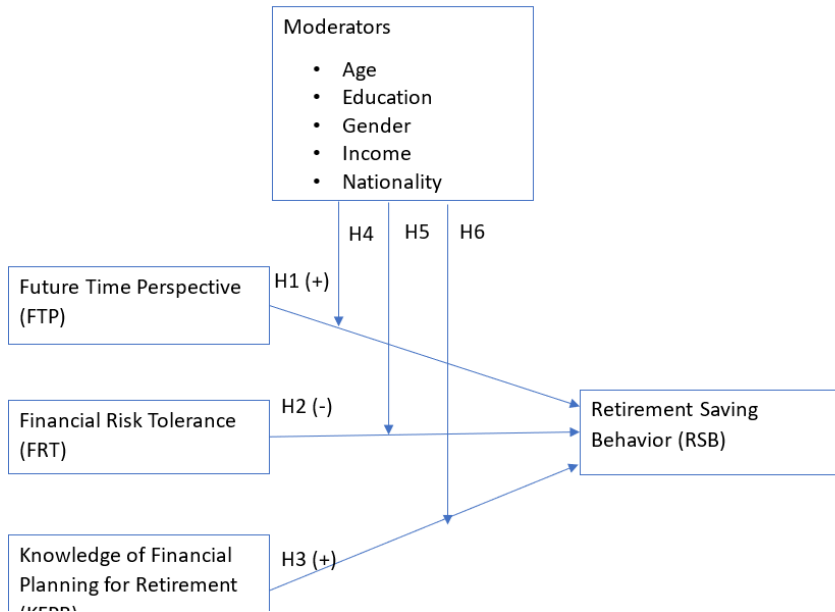 Moderators
• Age
• Education
• Gender
• Income
• Nationality
H4 H5 H6
H1 (+)
Future Time Perspective
(FTP)
H2 (-)
Financial Risk Tolerance
(FRT)
Retirement Saving
Behavior (RSB)
H3 (+)
Knowledge of Financial
Planning for Retirement